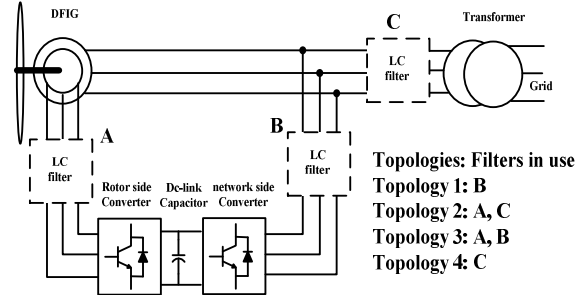 DFIG
C
Transformer
LC
filter
Grid
A
B
LC
filter
LC
filter
Rotor side
Converter
Dc-link
Capacitor
network side
Converter
Topologies: Filters in use
Topology 1: B
Topology 2: A, C
Topology 3: A, B
Topology 4: C